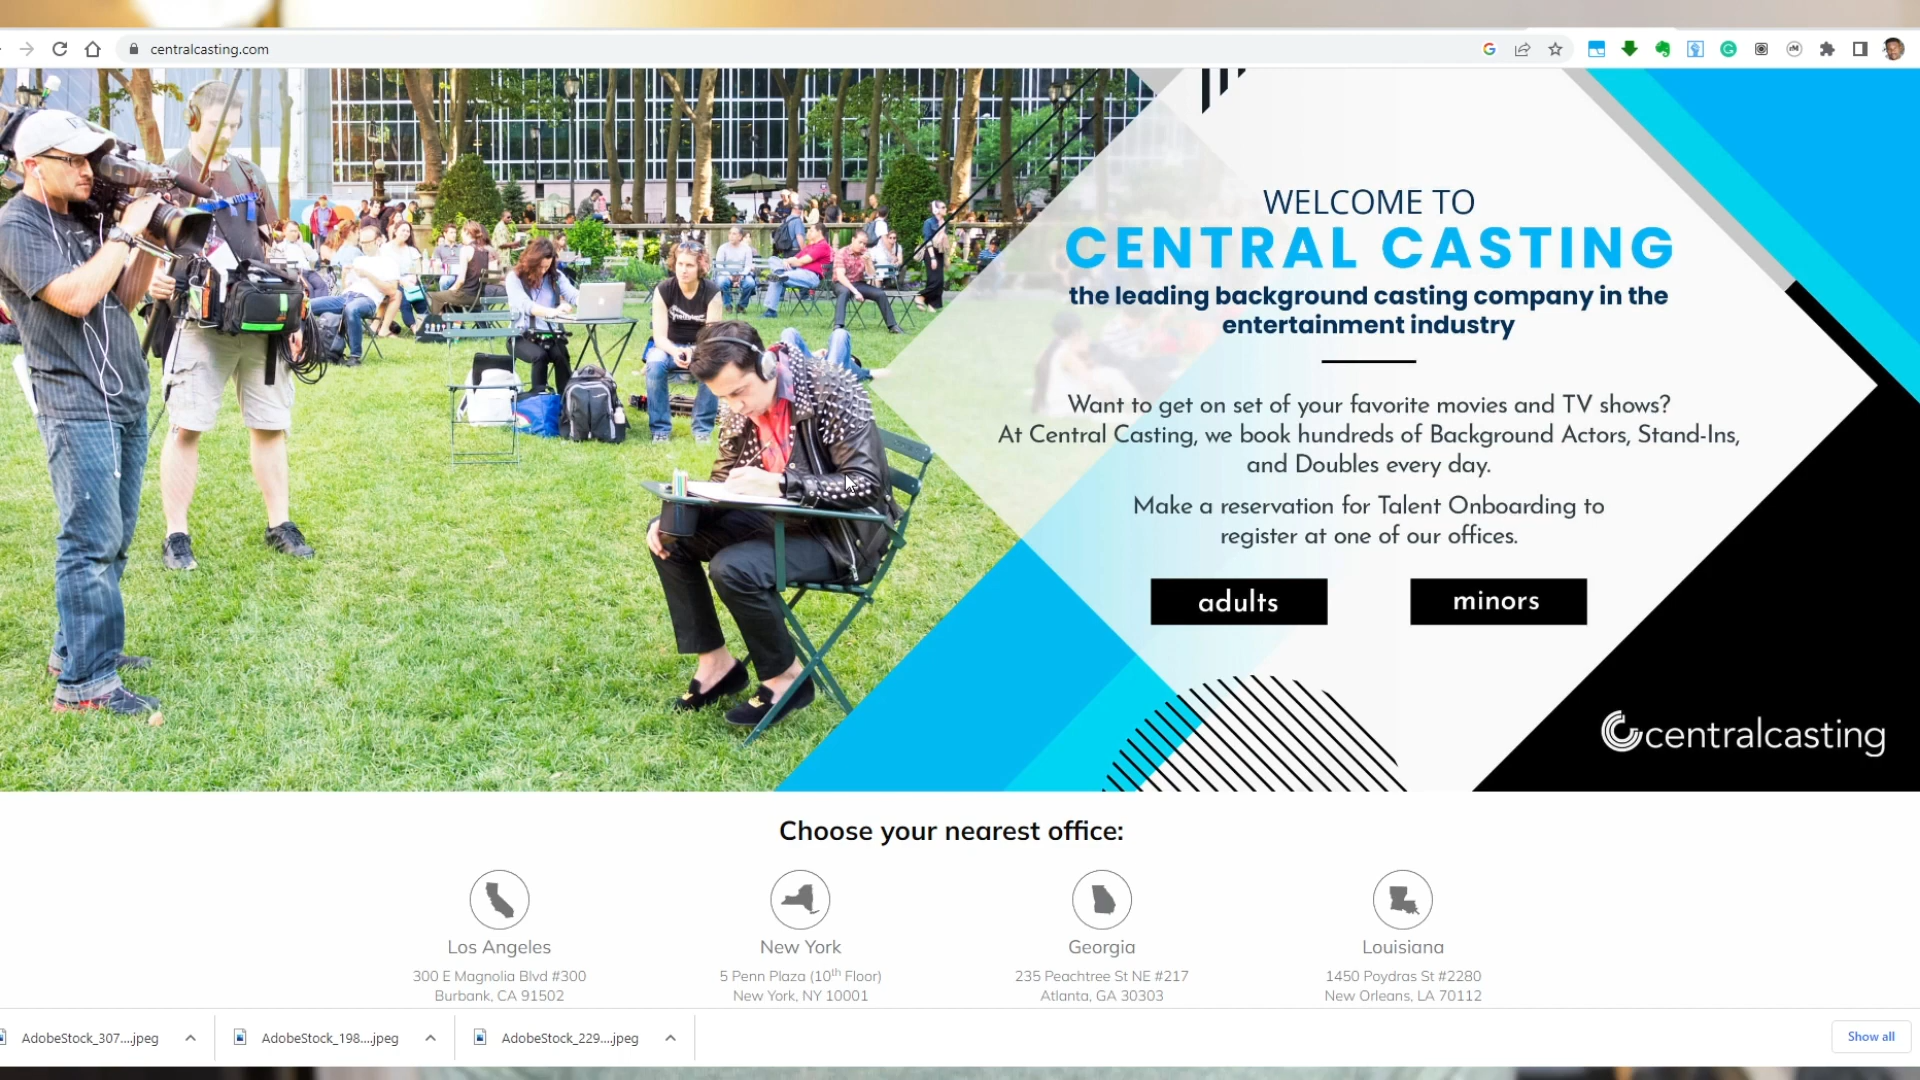 centralcasting.com
WELCOME TO
CENTRAL CASTING
the leading background casting company in the
entertainment industry
Want to get on set of your favorite movies and TV shows?
At Central Casting, we book hundreds of Background Actors, Stand-Ins,
and Doubles every day.
Make a reservation for Talent Onboarding to
register at one of our offices.
adults
minors
centralcasting
Choose your nearest office:
Los Angeles
300 E Magnolia Blvd #300
Burbank, CA 91502
New York
5 Penn Plaza (10th Floor)
New York, NY 10001
Georgia
235 Peachtree St NE #217
Atlanta, GA 30303
Louisiana
1450 Poydras St #2280
New Orleans, LA 70112
AdobeStock_307....jpeg
AdobeStock_198....jpeg
AdobeStock_229....jpeg
Show all